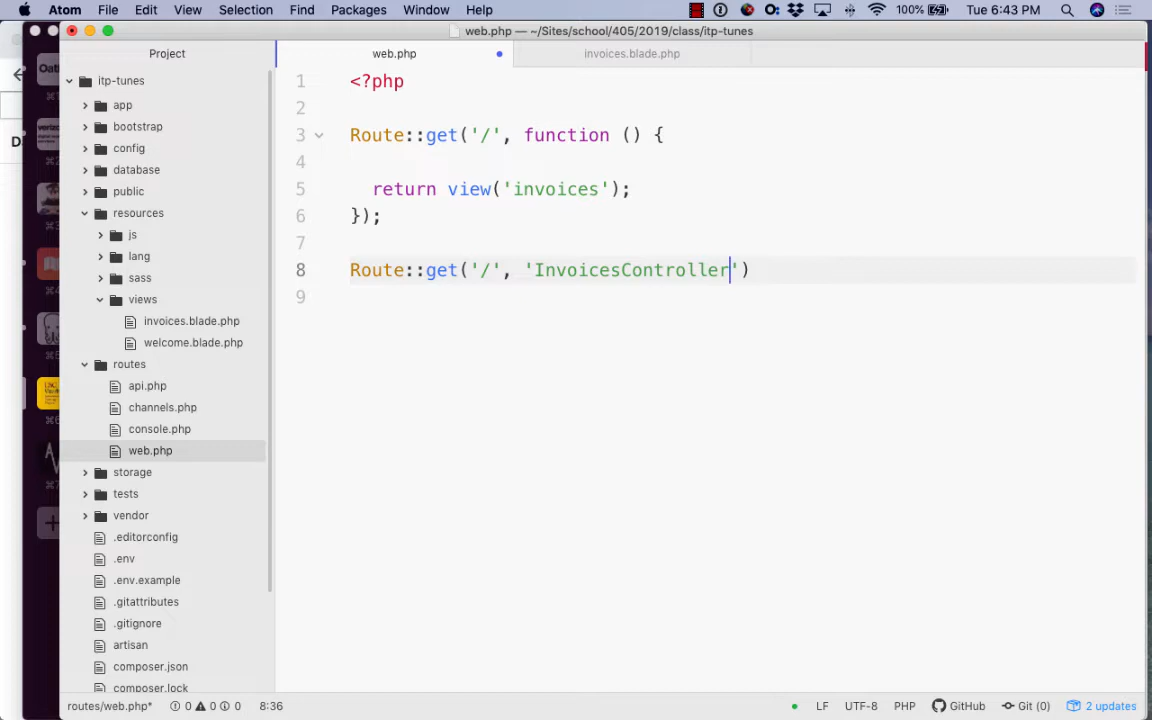 Atom File Edit View Selection Find Packages Window Help 100% Tue 6:43 PM
web.php — ~/Sites/school/405/2019/class/itp-tunes
Project
web.php
invoices.blade.php
itp-tunes
app
bootstrap
config
database
public
resources
js
lang
sass
views
invoices.blade.php
welcome.blade.php
routes
api.php
channels.php
console.php
web.php
storage
tests
vendor
.editorconfig
.env
.env.example
.gitattributes
.gitignore
artisan
composer.json
composer.lock
1 <?php
2
3 Route::get('/', function () {
4
5 return view('invoices');
6 });
7
8 Route::get('/', 'InvoicesController')
9
routes/web.php* 0 0 0 8:36 LF UTF-8 PHP GitHub Git (0) 2 updates